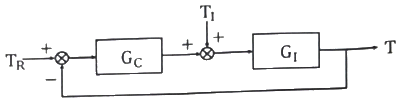 T_I
+ G_C + + G_I T
T_R
−